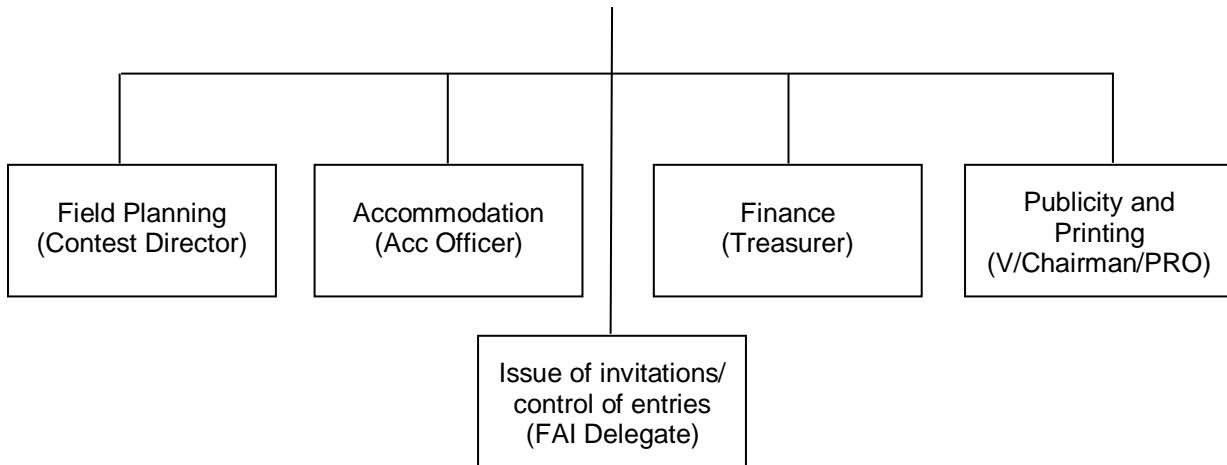 Field Planning
(Contest Director)
Accommodation
(Acc Officer)
Finance
(Treasurer)
Publicity and
Printing
(V/Chairman/PRO)
Issue of invitations/
control of entries
(FAI Delegate)